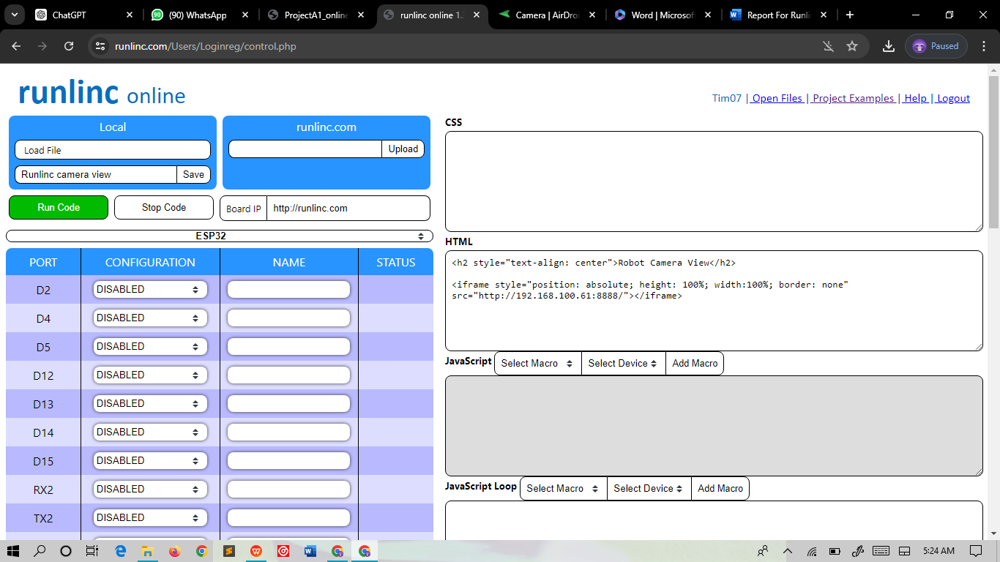 ChatGPT
(90) WhatsApp
ProjectA1_online
runlinc online 1.
Camera | AirDroi
Word | Microsof
Report For Runli
runlinc.com/Users/Loginreg/control.php
Paused
runlinc online
Tim07 | Open Files | Project Examples | Help | Logout
Local
Load File
Runlinc camera view
Save
runlinc.com
Upload
Run Code
Stop Code
Board IP
http://runlinc.com
ESP32
PORT
CONFIGURATION
NAME
STATUS
D2
DISABLED
D4
DISABLED
D5
DISABLED
D12
DISABLED
D13
DISABLED
D14
DISABLED
D15
DISABLED
RX2
DISABLED
TX2
DISABLED
CSS
HTML
<h2 style="text-align: center">Robot Camera View</h2>
<iframe style="position: absolute; height: 100%; width:100%; border: none"
src="http://192.168.100.61:8888/"></iframe>
JavaScript
Select Macro
Select Device
Add Macro
JavaScript Loop
Select Macro
Select Device
Add Macro
5:24 AM